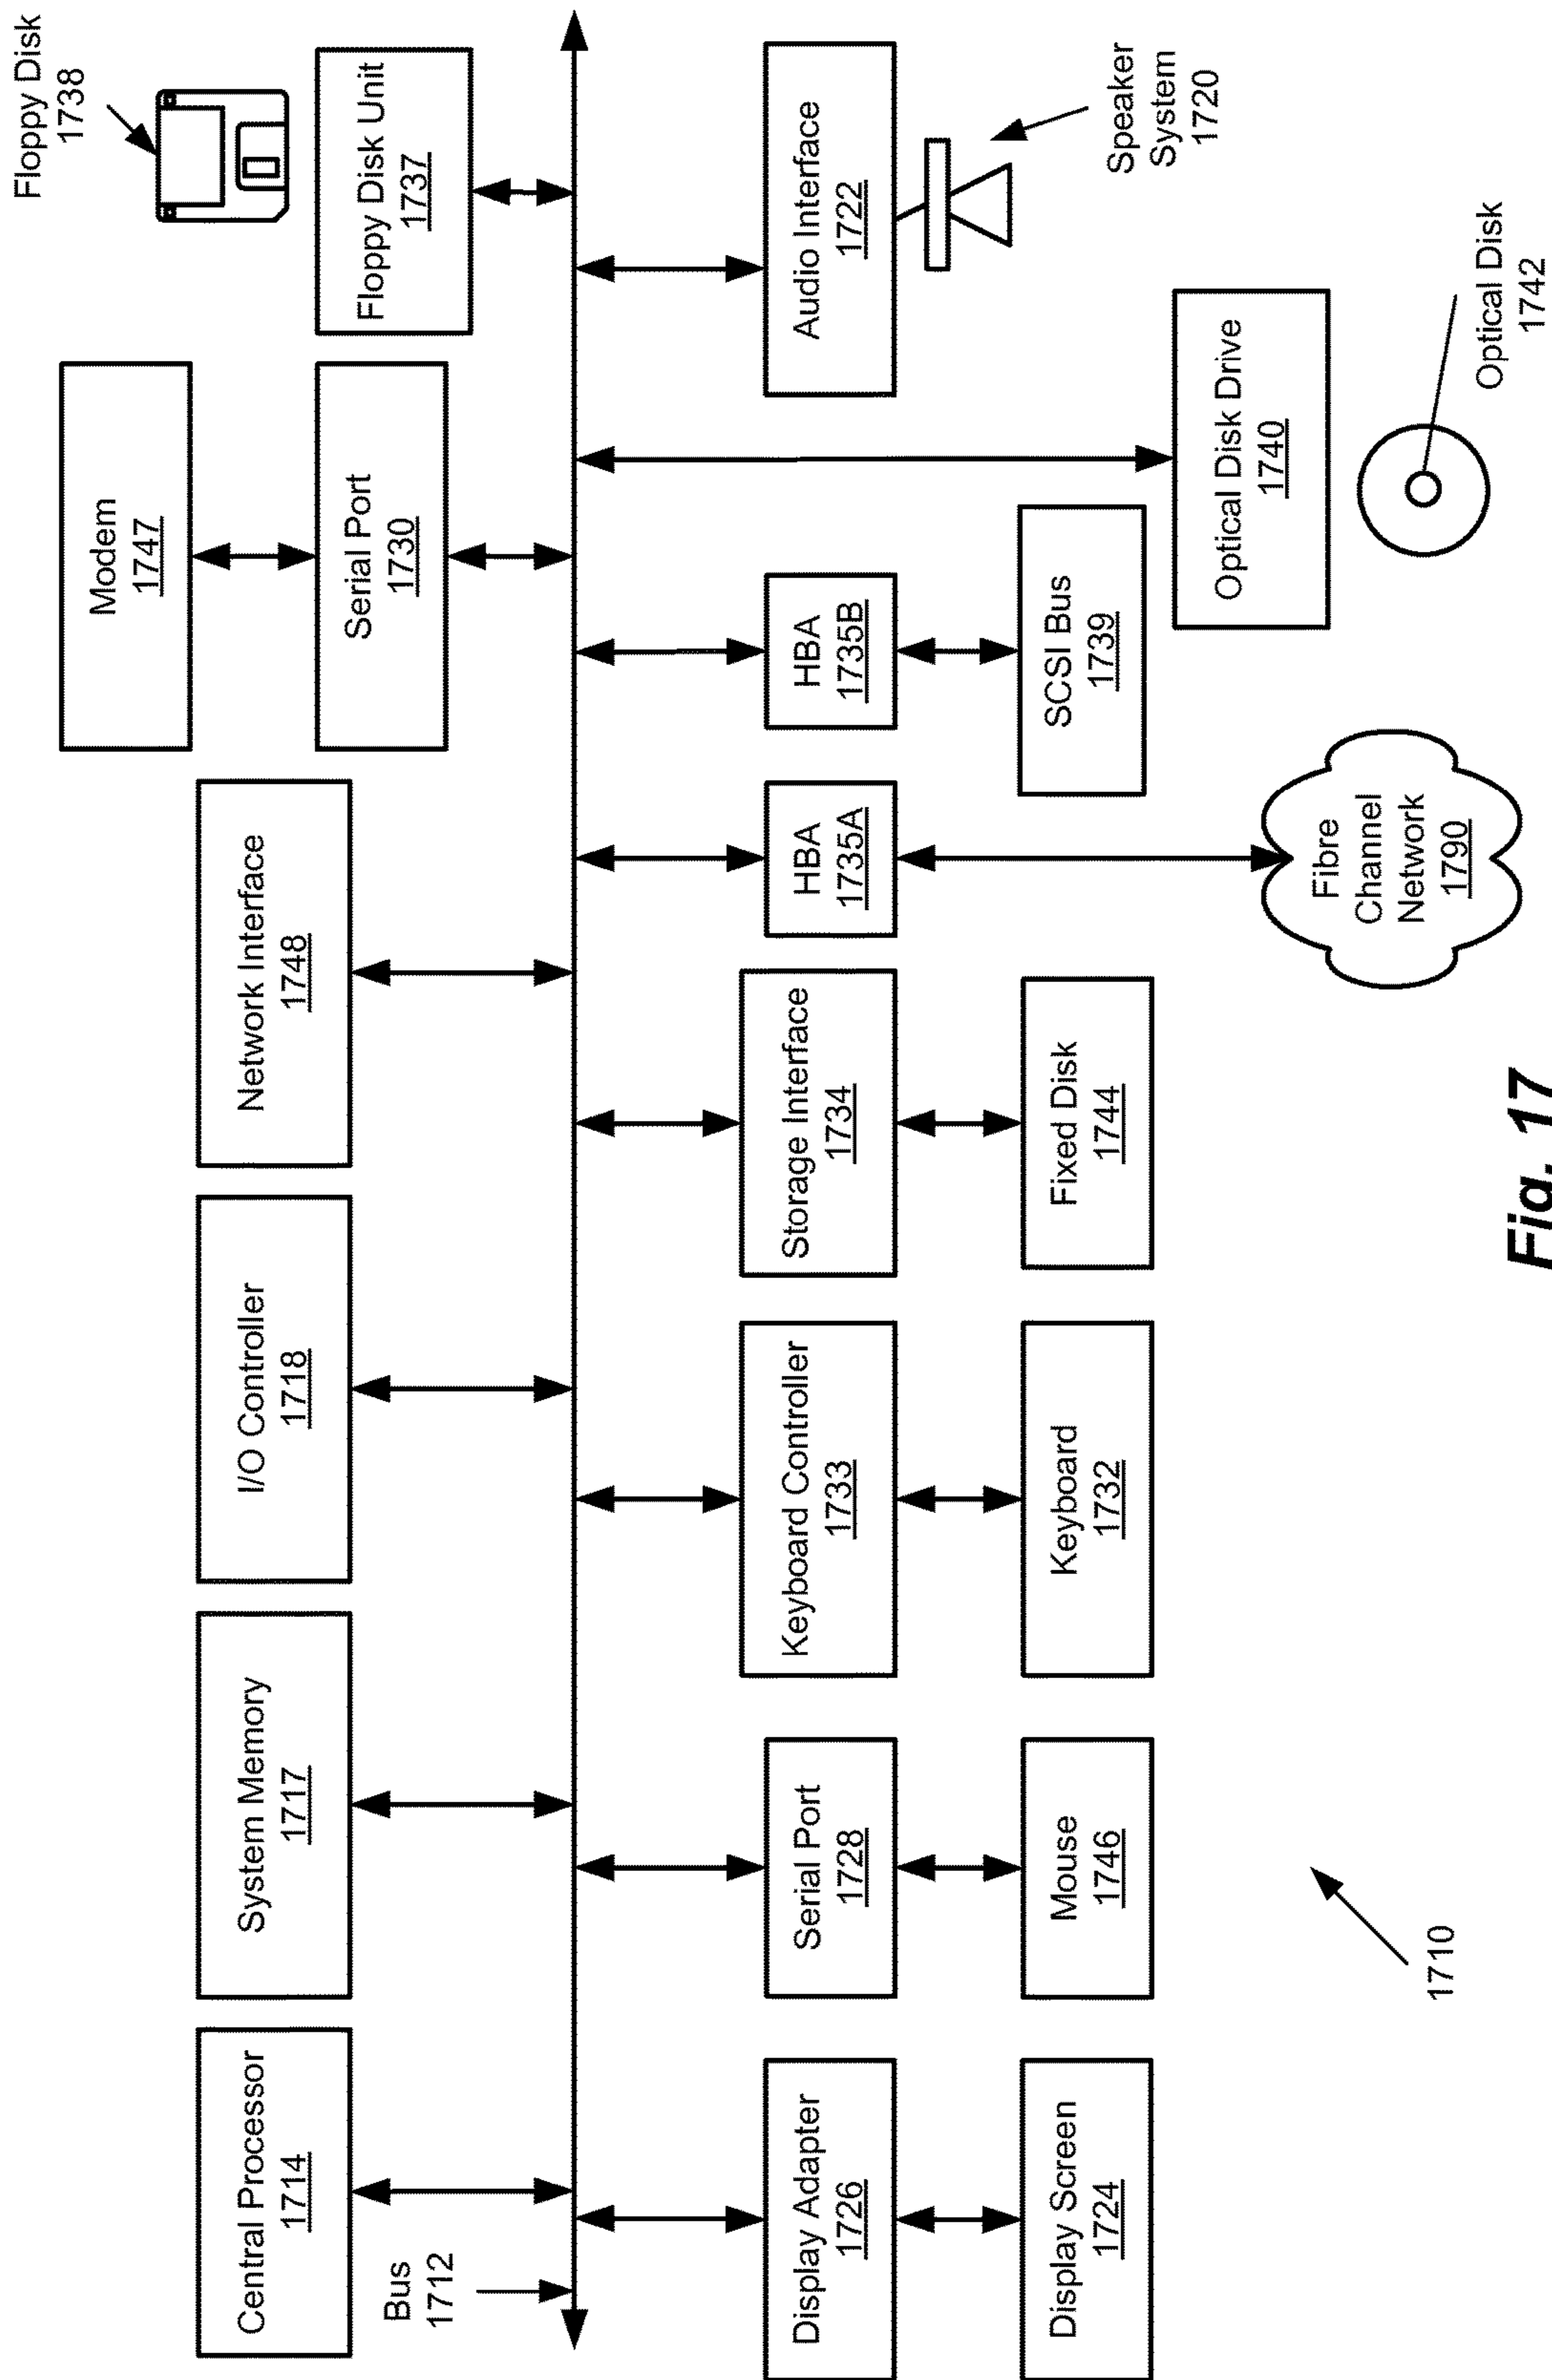 Central Processor
1714
System Memory
1717
I/O Controller
1718
Network Interface
1748
Modem
1747
Serial Port
1730
Floppy Disk
1738
Floppy Disk Unit
1737
Bus
1712
Display Adapter
1726
Display Screen
1724
Serial Port
1728
Mouse
1746
Keyboard Controller
1733
Keyboard
1732
Storage Interface
1734
Fixed Disk
1744
HBA
1735A
Fibre
Channel
Network
1790
HBA
1735B
SCSI Bus
1739
Optical Disk Drive
1740
Optical Disk
1742
Audio Interface
1722
Speaker
System
1720
1710
Fig. 17